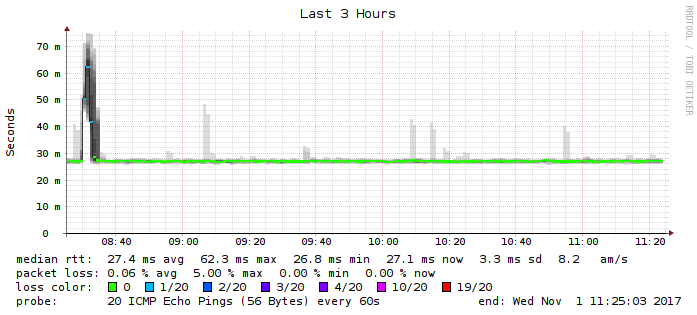 Last 3 Hours
RRDTOOL / TOBI OETIKER
Seconds
70 m
60 m
50 m
40 m
30 m
20 m
10 m
0
08:40 09:00 09:20 09:40 10:00 10:20 10:40 11:00 11:20
median rtt: 27.4 ms avg 62.3 ms max 26.8 ms min 27.1 ms now 3.3 ms sd 8.2 am/s
packet loss: 0.06 % avg 5.00 % max 0.00 % min 0.00 % now
loss color: 0 1/20 2/20 3/20 4/20 10/20 19/20
probe: 20 ICMP Echo Pings (56 Bytes) every 60s end: Wed Nov 1 11:25:03 2017